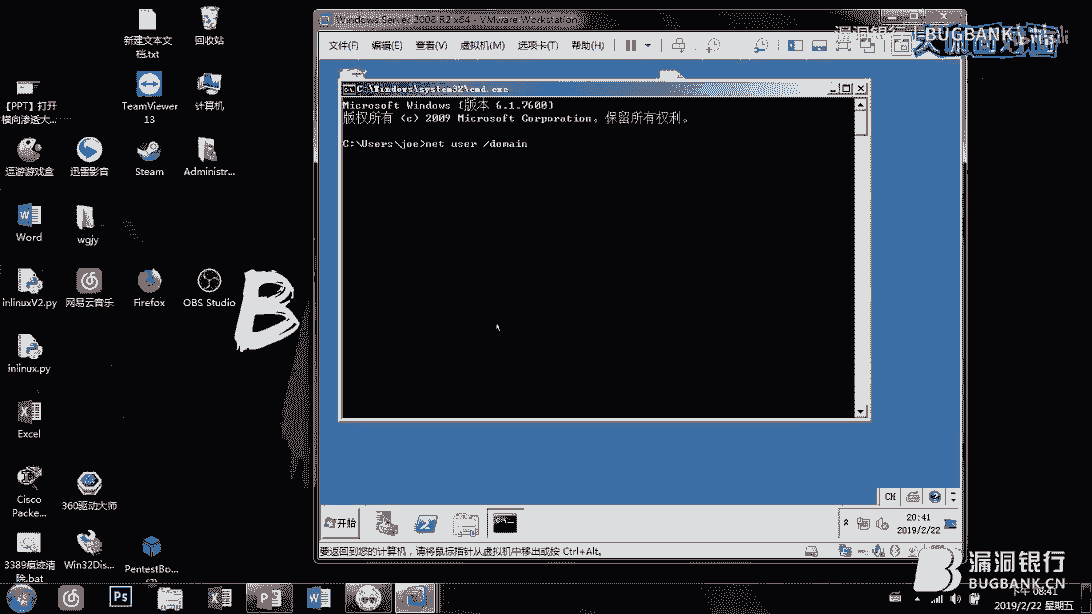 Windows Server 2008 R2 x64 - VMware Workstation
文件(F) 编辑(E) 查看(V) 虚拟机(M) 选项卡(T) 帮助(H)
漏洞银行 | BUGBANK.CN
C:\Windows\system32\cmd.exe
Microsoft Windows [版本 6.1.7600]
版权所有 (c) 2009 Microsoft Corporation。保留所有权利。
C:\Users\joe>net user /domain
新建文本文档.txt
回收站
【PPT】打开横向渗透大...
TeamViewer 13
计算机
逗游游戏盒
迅雷影音
Steam
Administr...
Word
wgjy
inlinuxV2.py
网易云音乐
Firefox
OBS Studio
B
inlinux.py
Excel
Cisco Packe...
360驱动大师
3389痕迹清除.bat
Win32Dis...
PentestBo...
CH
开始
20:41
2019/2/22
要返回到您的计算机，请将鼠标指针从虚拟机中移出或按 Ctrl+Alt。
漏洞银行
BUGBANK.CN
下午 08:41
2019/2/22 星期五